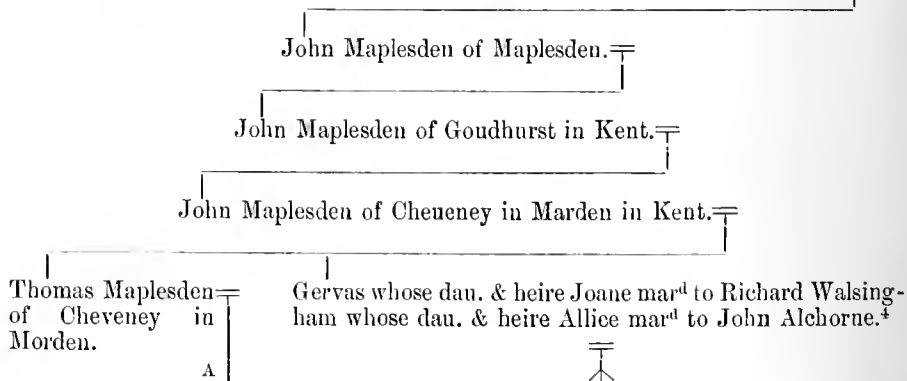 John Maplesden of Maplesden.
John Maplesden of Goudhurst in Kent.
John Maplesden of Cheueney in Marden in Kent.
Thomas Maplesden
of Cheveney in
Morden.
Gervas whose dau. & heire Joane marᵈ to Richard Walsing-
ham whose dau. & heire Allice marᵈ to John Alchorne.⁴
A